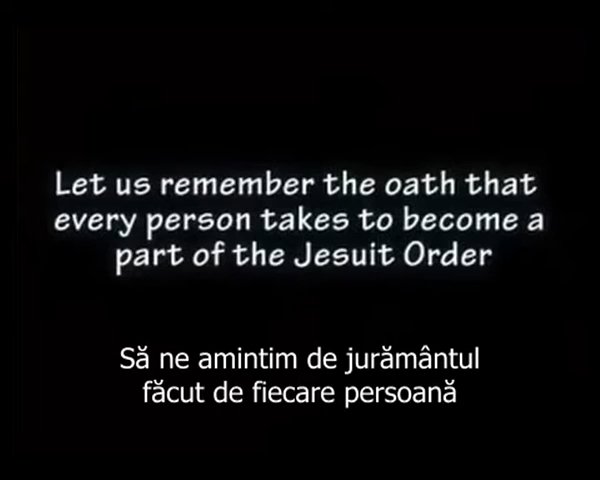 Let us remember the oath that
every person takes to become a
part of the Jesuit Order
Să ne amintim de jurământul
făcut de fiecare persoană